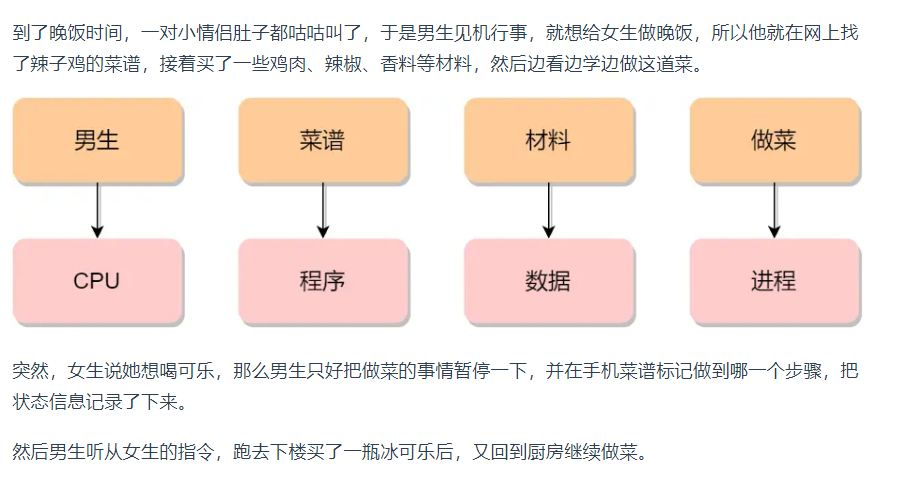 到了晚饭时间，一对小情侣肚子都咕咕叫了，于是男生见机行事，就想给女生做晚饭，所以他就在网上找
了辣子鸡的菜谱，接着买了一些鸡肉、辣椒、香料等材料，然后边看边学边做这道菜。
男生 菜谱 材料 做菜
CPU 程序 数据 进程
突然，女生说她想喝可乐，那么男生只好把做菜的事情暂停一下，并在手机菜谱标记做到哪一个步骤，把
状态信息记录了下来。
然后男生听从女生的指令，跑去下楼买了一瓶冰可乐后，又回到厨房继续做菜。